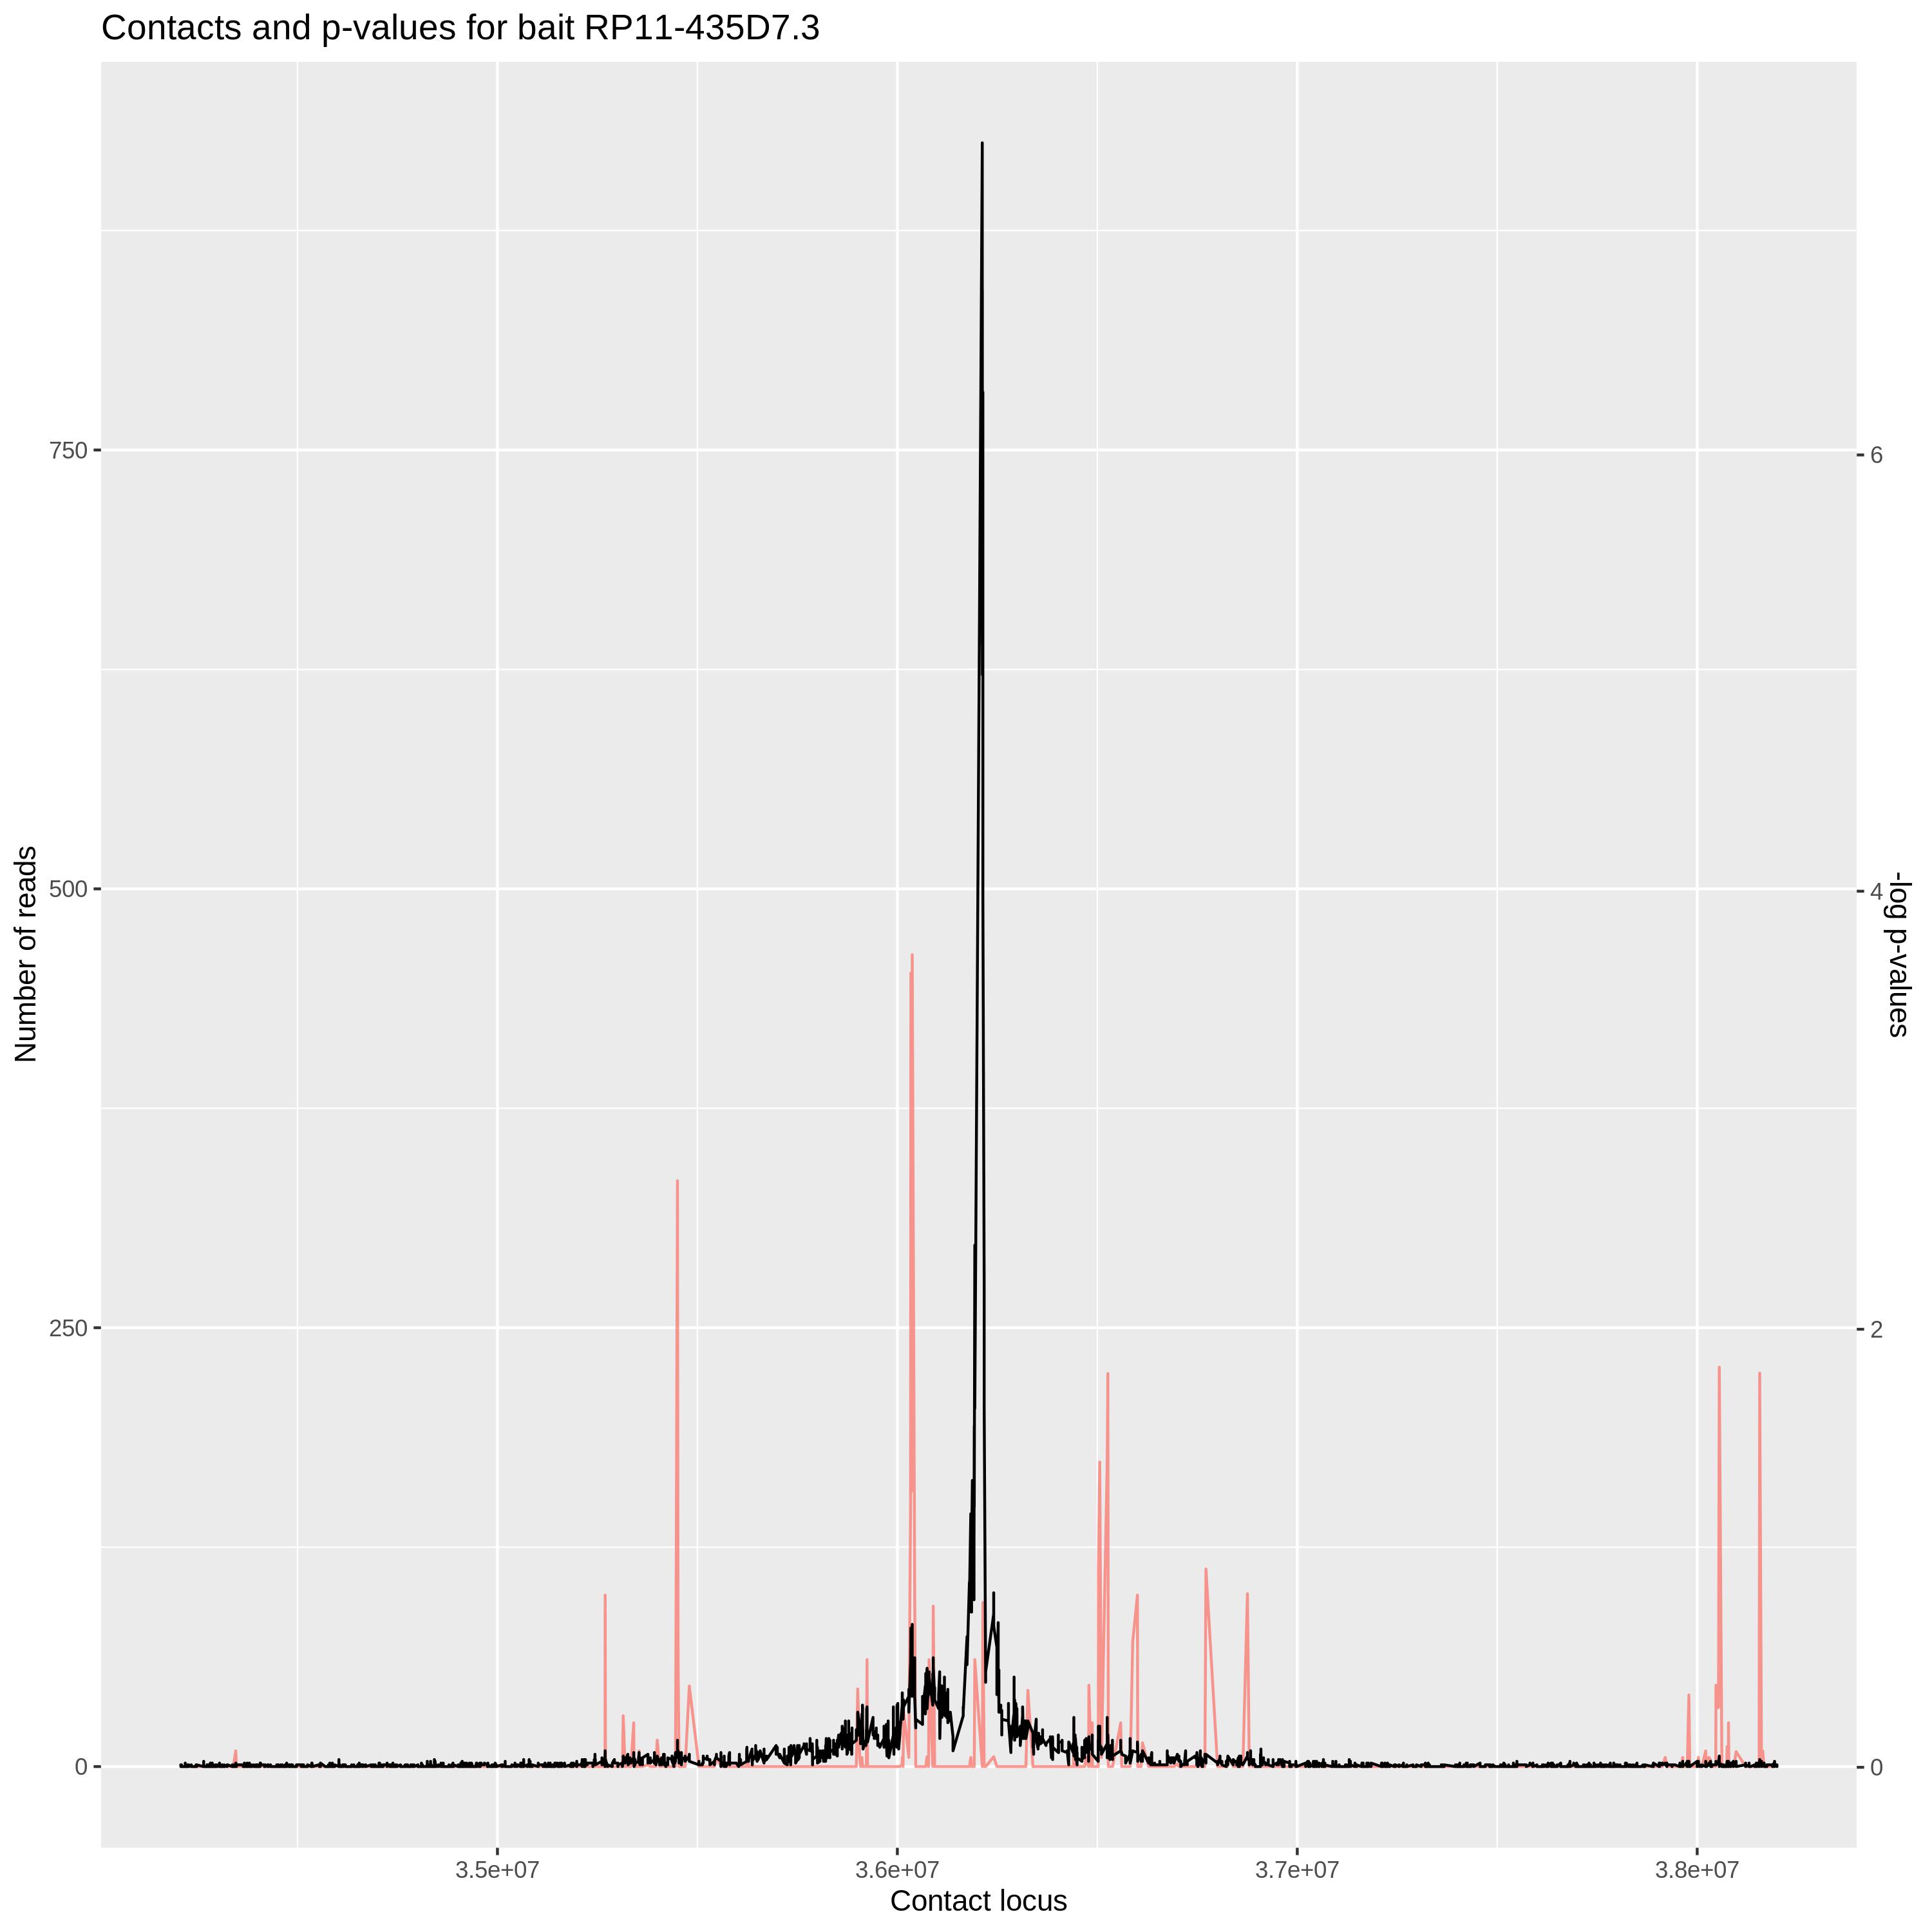 Contacts and p-values for bait RP11-435D7.3
750
500
250
0
6
4
2
0
Number of reads
-log p-values
3.5e+07 3.6e+07 3.7e+07 3.8e+07
Contact locus